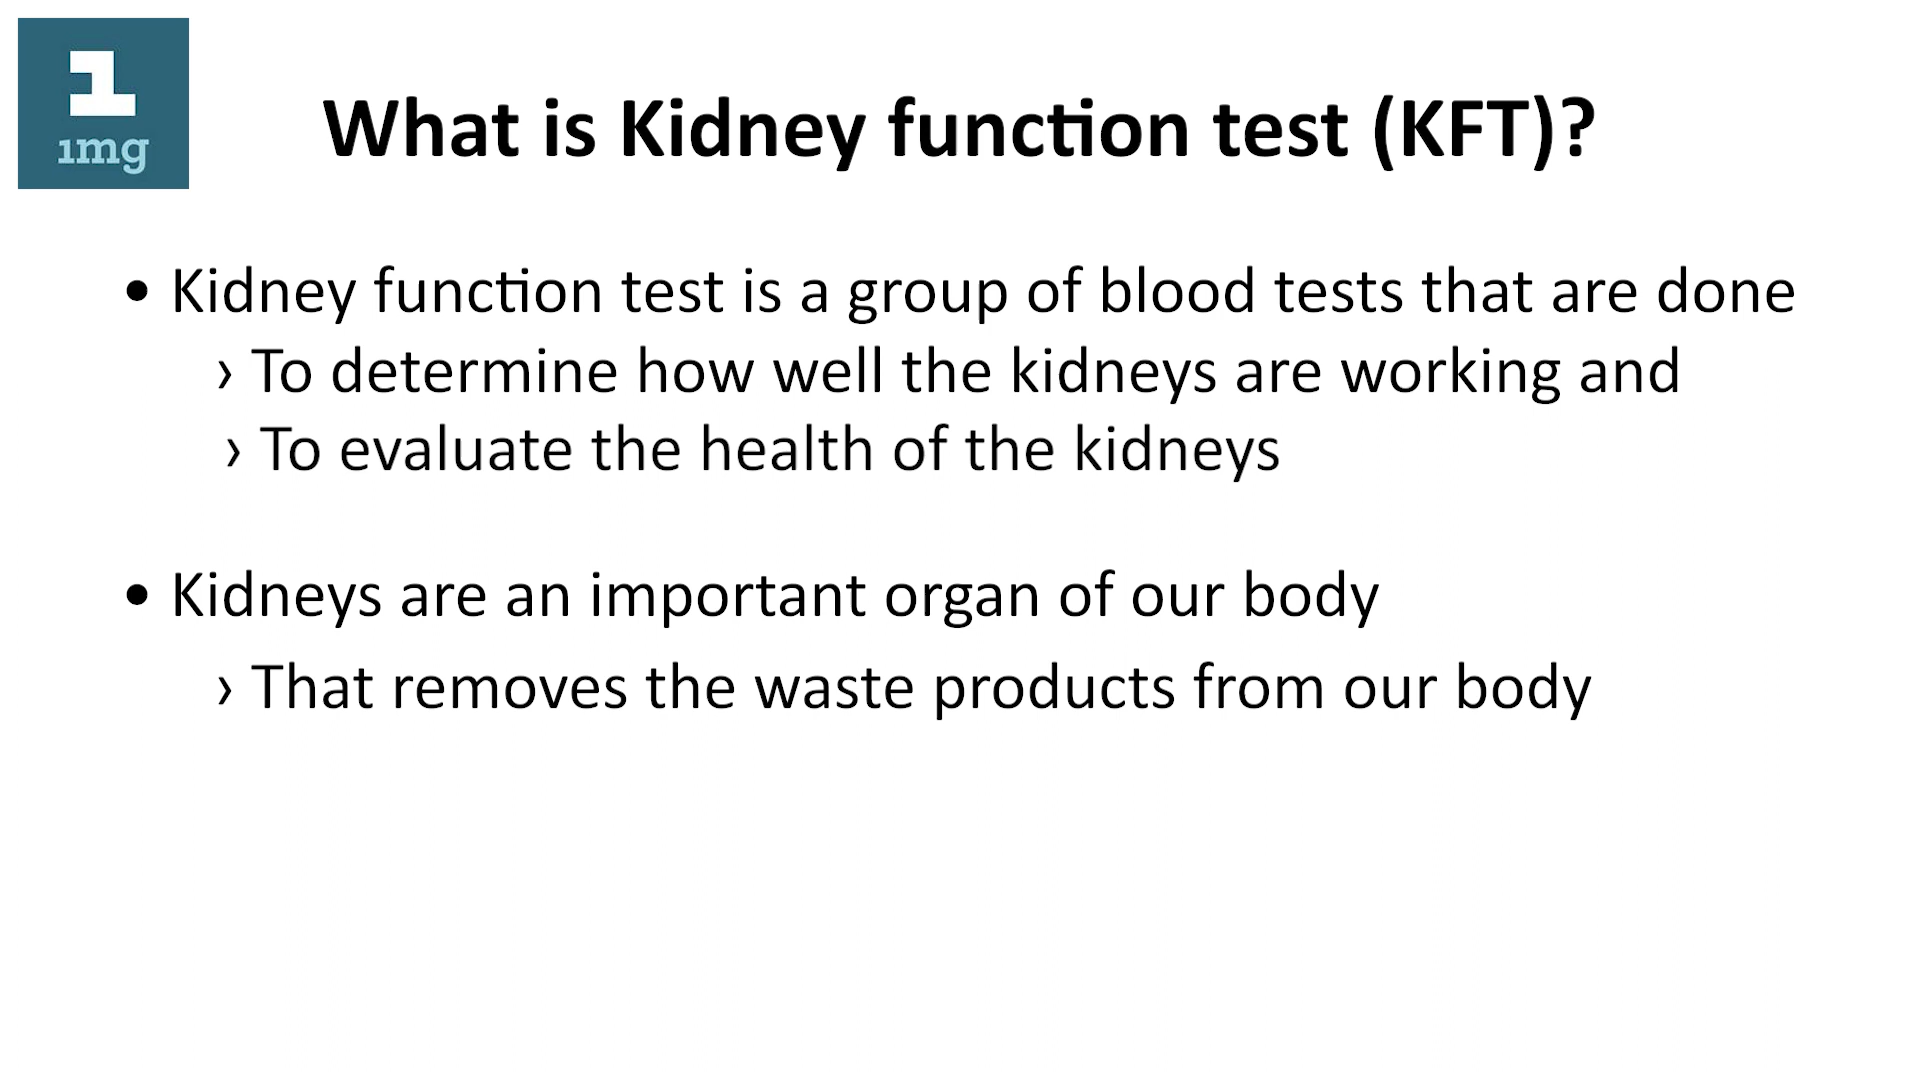 1
1mg
What is Kidney function test (KFT)?
• Kidney function test is a group of blood tests that are done
› To determine how well the kidneys are working and
› To evaluate the health of the kidneys
• Kidneys are an important organ of our body
› That removes the waste products from our body